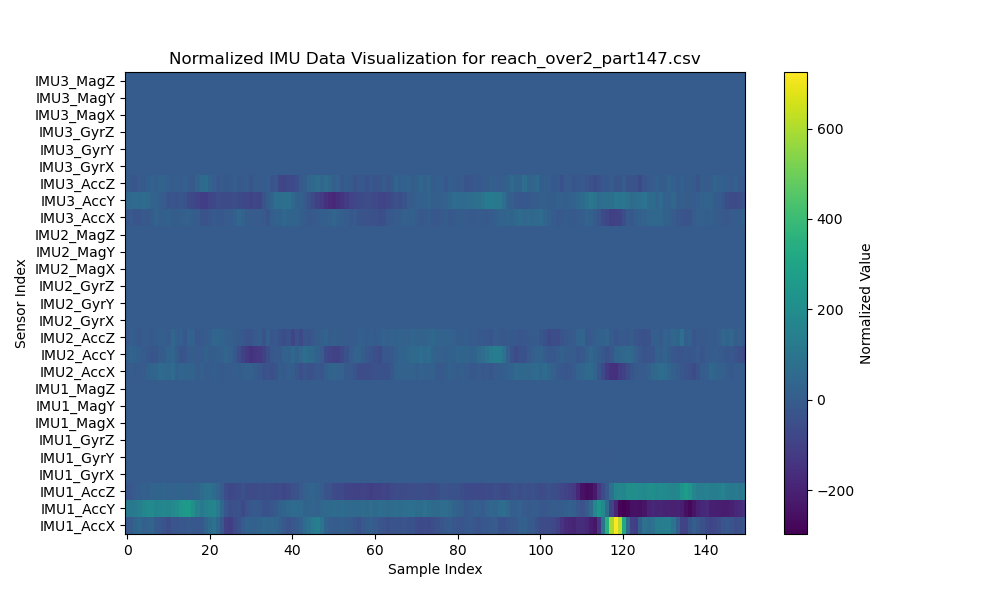 Normalized IMU Data Visualization for reach_over2_part147.csv
IMU3_MagZ
IMU3_MagY
IMU3_MagX
IMU3_GyrZ
IMU3_GyrY
IMU3_GyrX
IMU3_AccZ
IMU3_AccY
IMU3_AccX
IMU2_MagZ
IMU2_MagY
IMU2_MagX
IMU2_GyrZ
IMU2_GyrY
IMU2_GyrX
IMU2_AccZ
IMU2_AccY
IMU2_AccX
IMU1_MagZ
IMU1_MagY
IMU1_MagX
IMU1_GyrZ
IMU1_GyrY
IMU1_GyrX
IMU1_AccZ
IMU1_AccY
IMU1_AccX
Sensor Index
0 20 40 60 80 100 120 140
Sample Index
600
400
200
0
−200
Normalized Value